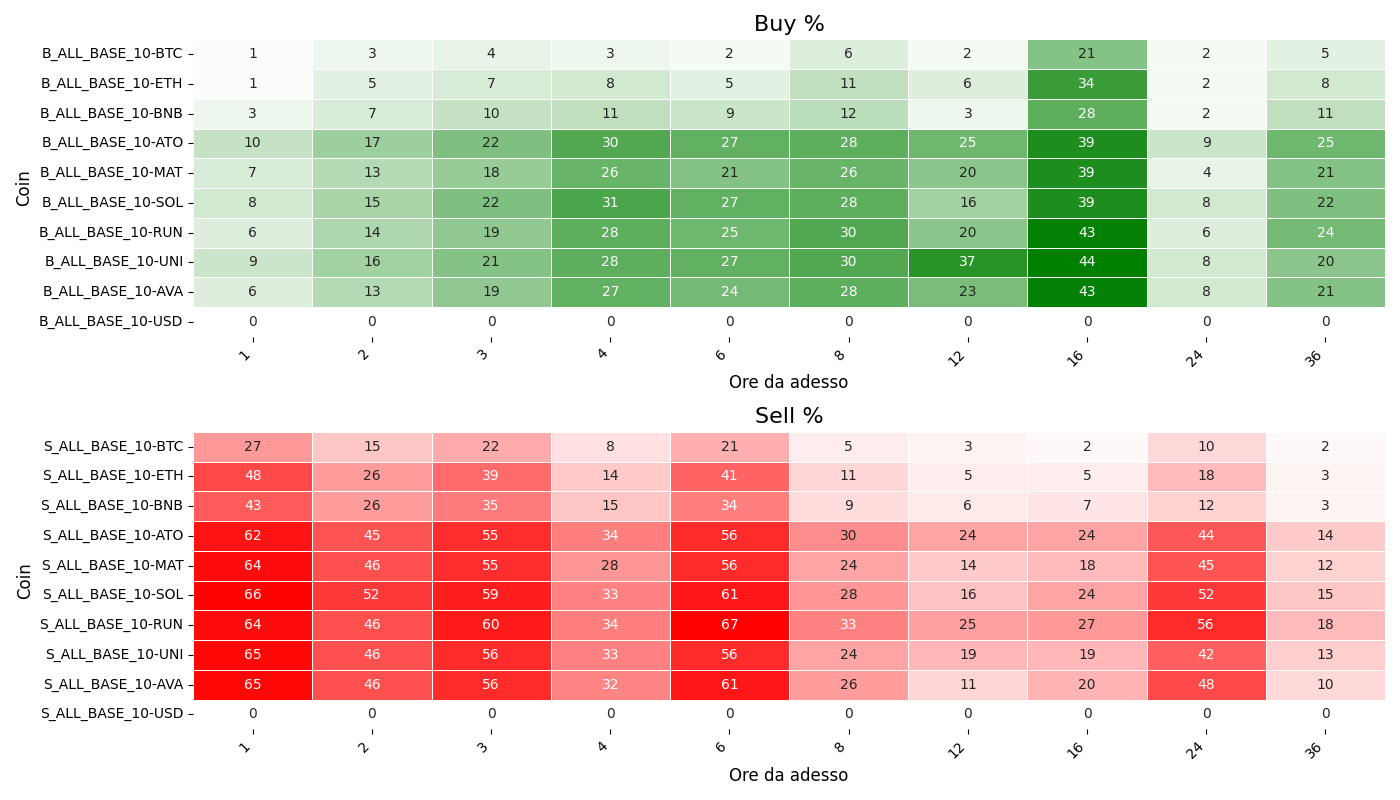 Buy %
Coin
B_ALL_BASE_10-BTC 1 3 4 3 2 6 2 21 2 5
B_ALL_BASE_10-ETH 1 5 7 8 5 11 6 34 2 8
B_ALL_BASE_10-BNB 3 7 10 11 9 12 3 28 2 11
B_ALL_BASE_10-ATO 10 17 22 30 27 28 25 39 9 25
B_ALL_BASE_10-MAT 7 13 18 26 21 26 20 39 4 21
B_ALL_BASE_10-SOL 8 15 22 31 27 28 16 39 8 22
B_ALL_BASE_10-RUN 6 14 19 28 25 30 20 43 6 24
B_ALL_BASE_10-UNI 9 16 21 28 27 30 37 44 8 20
B_ALL_BASE_10-AVA 6 13 19 27 24 28 23 43 8 21
B_ALL_BASE_10-USD 0 0 0 0 0 0 0 0 0 0
1 2 3 4 6 8 12 16 24 36
Ore da adesso
Sell %
Coin
S_ALL_BASE_10-BTC 27 15 22 8 21 5 3 2 10 2
S_ALL_BASE_10-ETH 48 26 39 14 41 11 5 5 18 3
S_ALL_BASE_10-BNB 43 26 35 15 34 9 6 7 12 3
S_ALL_BASE_10-ATO 62 45 55 34 56 30 24 24 44 14
S_ALL_BASE_10-MAT 64 46 55 28 56 24 14 18 45 12
S_ALL_BASE_10-SOL 66 52 59 33 61 28 16 24 52 15
S_ALL_BASE_10-RUN 64 46 60 34 67 33 25 27 56 18
S_ALL_BASE_10-UNI 65 46 56 33 56 24 19 19 42 13
S_ALL_BASE_10-AVA 65 46 56 32 61 26 11 20 48 10
S_ALL_BASE_10-USD 0 0 0 0 0 0 0 0 0 0
1 2 3 4 6 8 12 16 24 36
Ore da adesso